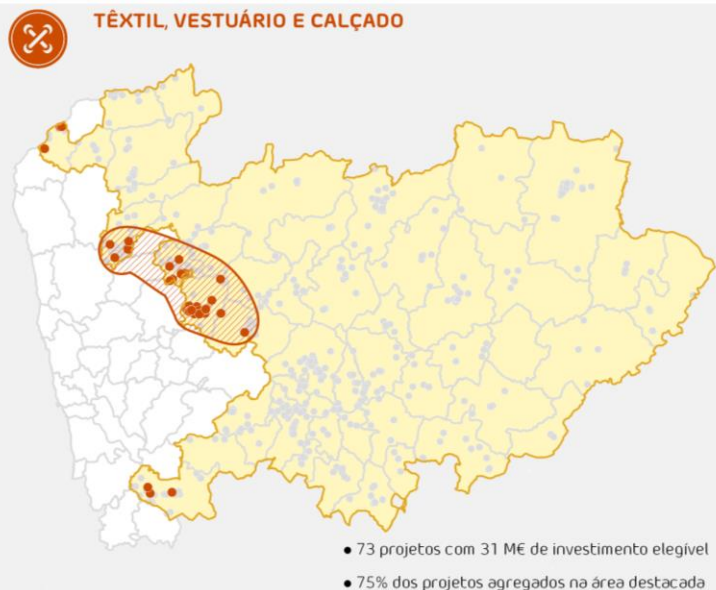 TÊXTIL, VESTUÁRIO E CALÇADO
• 73 projetos com 31 M€ de investimento elegível
• 75% dos projetos agregados na área destacada